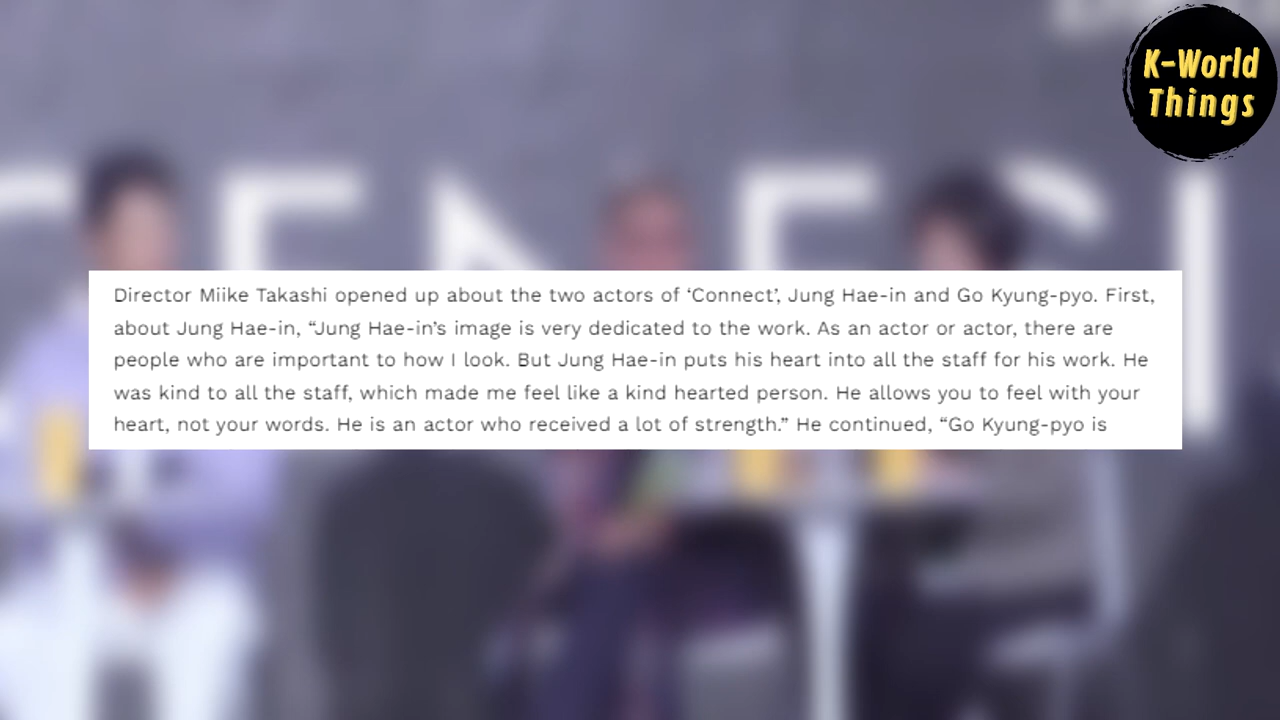 K-World
Things
Director Miike Takashi opened up about the two actors of ‘Connect’, Jung Hae-in and Go Kyung-pyo. First,
about Jung Hae-in, “Jung Hae-in’s image is very dedicated to the work. As an actor or actor, there are
people who are important to how I look. But Jung Hae-in puts his heart into all the staff for his work. He
was kind to all the staff, which made me feel like a kind hearted person. He allows you to feel with your
heart, not your words. He is an actor who received a lot of strength.” He continued, “Go Kyung-pyo is